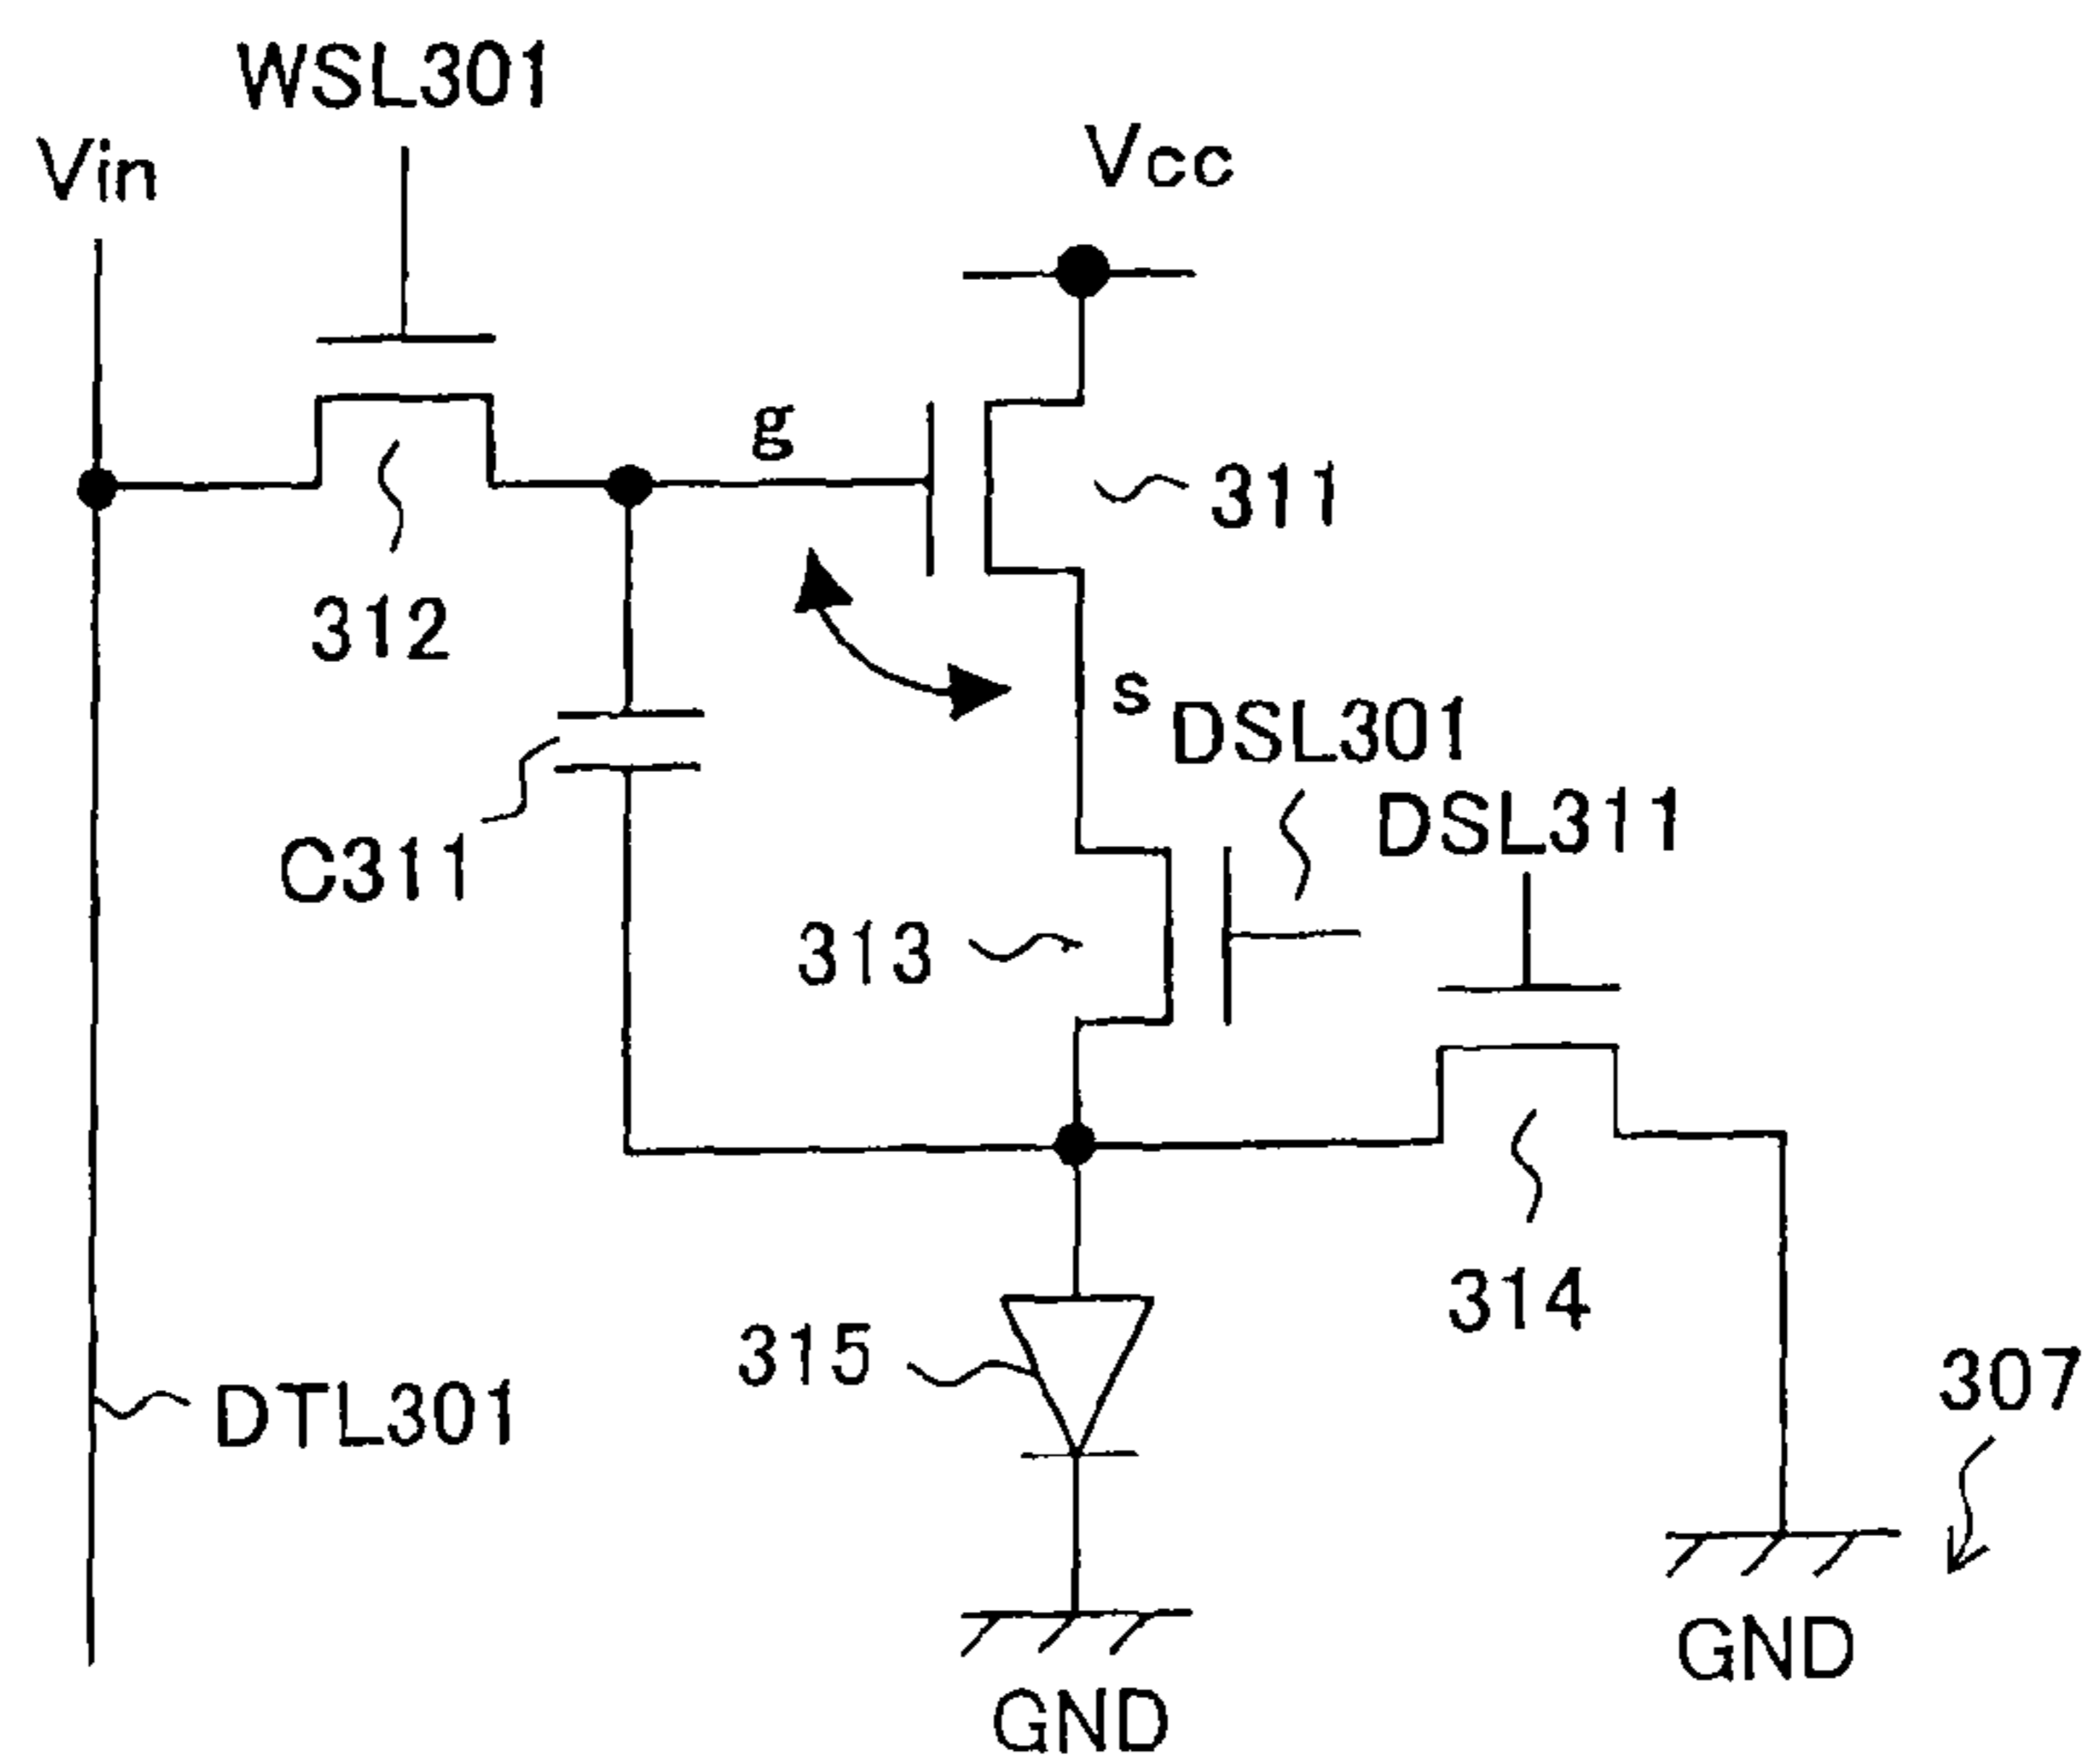 WSL301
Vin
Vcc
g
311
312
s
DSL301
DSL311
C311
313
314
315
307
DTL301
GND
GND